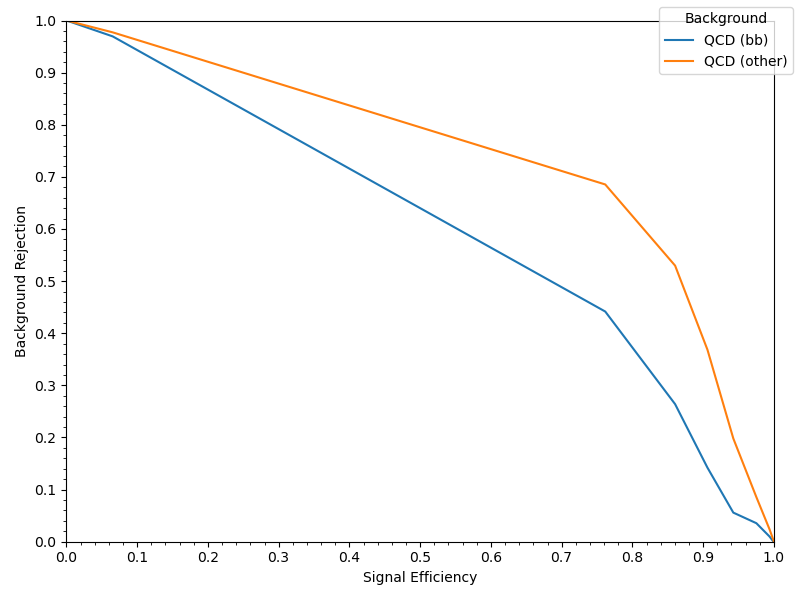 Background
QCD (bb)
QCD (other)
1.0
0.9
0.8
0.7
0.6
0.5
0.4
0.3
0.2
0.1
0.0
Background Rejection
0.0 0.1 0.2 0.3 0.4 0.5 0.6 0.7 0.8 0.9 1.0
Signal Efficiency